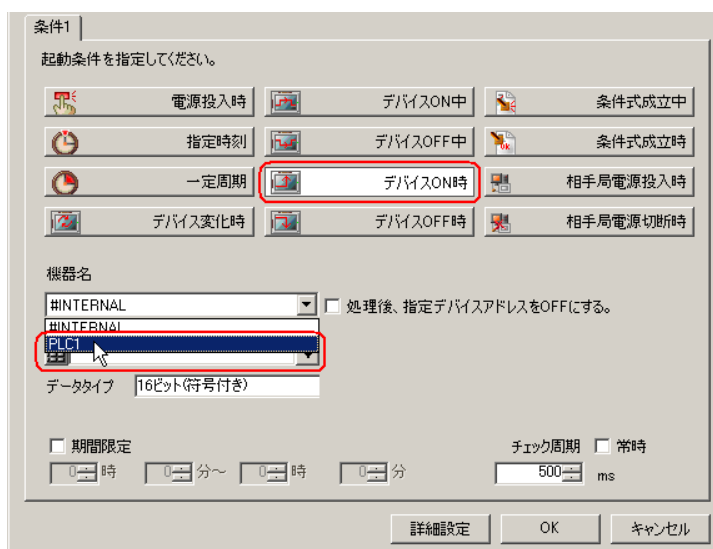 条件1
起動条件を指定してください。
電源投入時 デバイスON中 条件式成立中
指定時刻 デバイスOFF中 条件式成立時
一定周期 デバイスON時 相手局電源投入時
デバイス変化時 デバイスOFF時 相手局電源切断時
機器名
#INTERNAL 処理後、指定デバイスアドレスをOFFにする。
#INTERNAL
PLC1
データタイプ 16ビット(符号付き)
期間限定 チェック周期 常時
0 時 0 分～ 0 時 0 分 500 ms
詳細設定 OK キャンセル